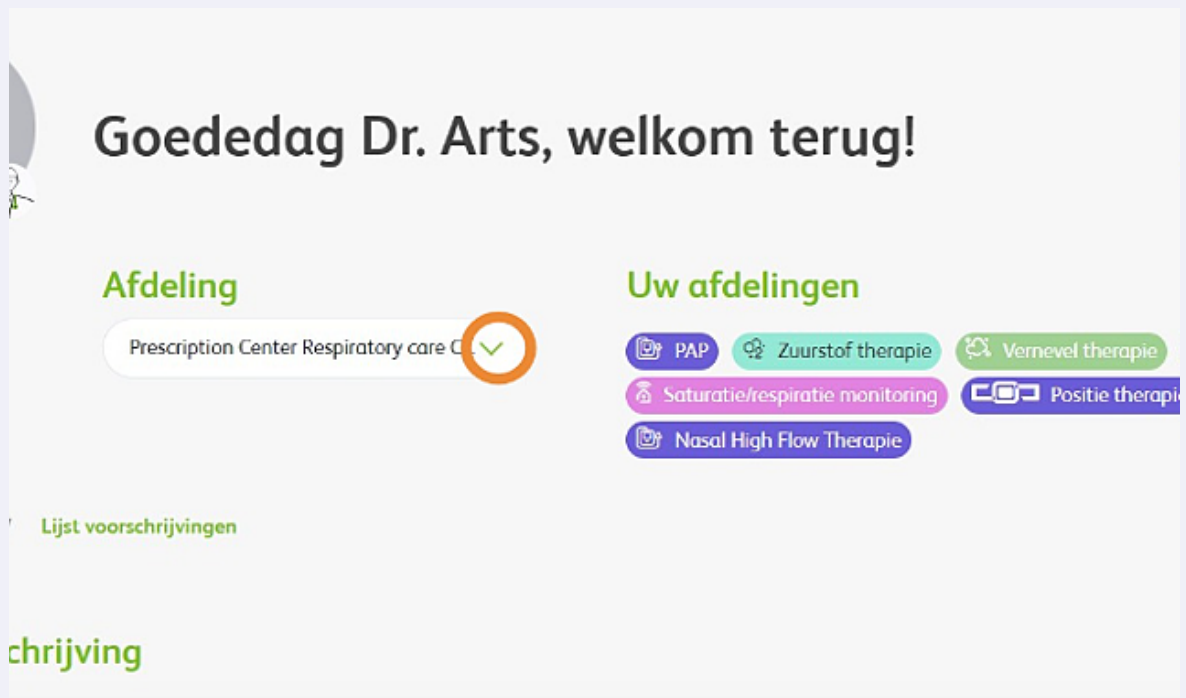 Goededag Dr. Arts, welkom terug!
Afdeling
Prescription Center Respiratory care C...
Uw afdelingen
PAP
Zuurstof therapie
Vernevel therapie
Saturatie/respiratie monitoring
Positie therapi
Nasal High Flow Therapie
Lijst voorschrijvingen
chrijving